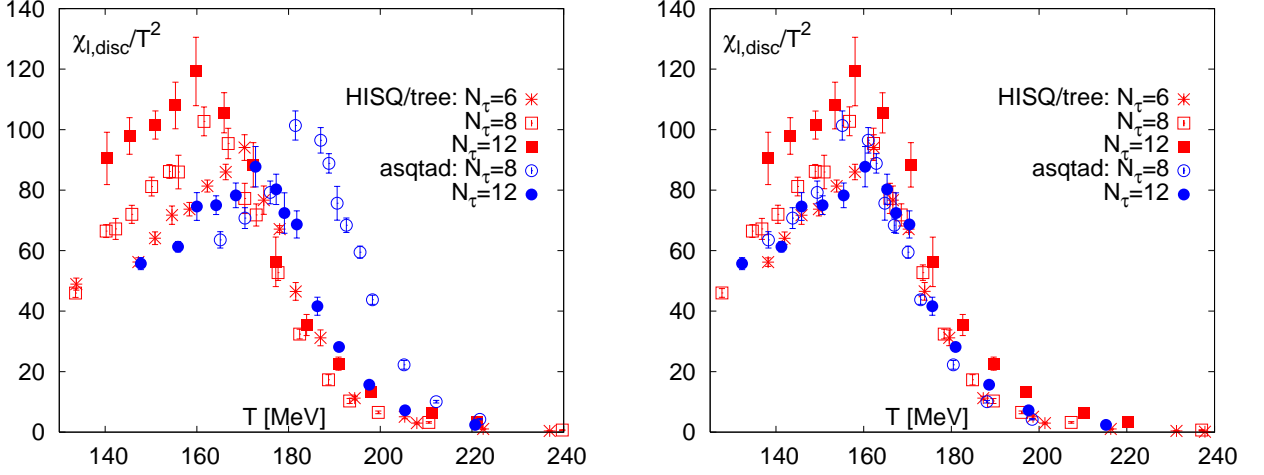 140
120
100
80
60
40
20
0
χl,disc/T²
HISQ/tree: Nτ=6
Nτ=8
Nτ=12
asqtad: Nτ=8
Nτ=12
T [MeV]
140 160 180 200 220 240
140
120
100
80
60
40
20
0
χl,disc/T²
HISQ/tree: Nτ=6
Nτ=8
Nτ=12
asqtad: Nτ=8
Nτ=12
T [MeV]
140 160 180 200 220 240